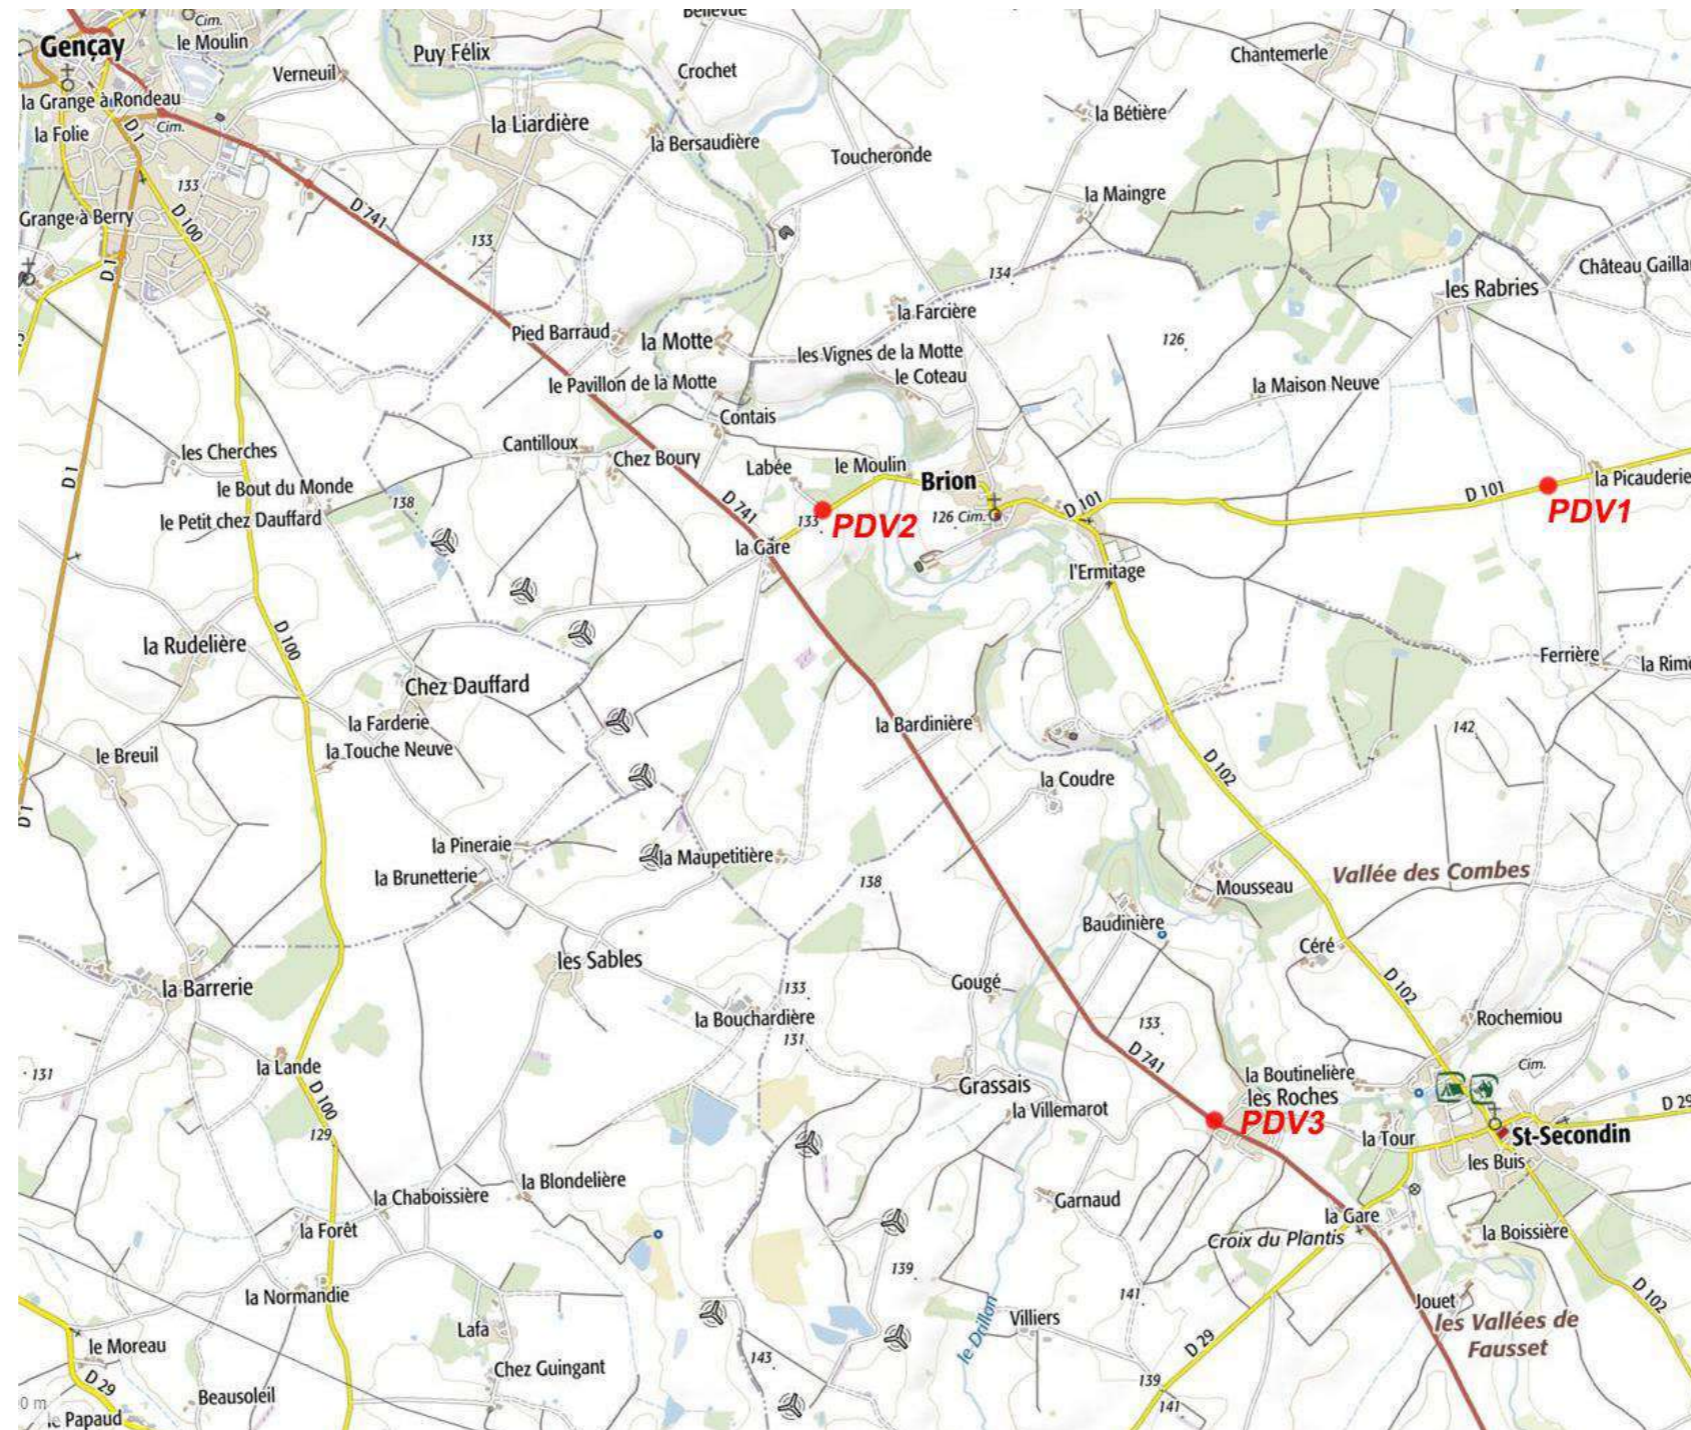 Bellevue
Cim.
Gençay
le Moulin
Puy Félix
Chantemerle
Verneuil
Crochet
la Grange à Rondeau
la Bétière
la Folie
D 1
Cim.
la Liardière
la Bersaudière
Toucheronde
133
la Maingre
Grange à Berry
D 100
D 741
133
D 1
134
Château Gailla
les Rabries
la Farcière
Pied Barraud
la Motte
126
les Vignes de la Motte
le Pavillon de la Motte
le Coteau
la Maison Neuve
Contais
les Cherches
Cantilloux
Chez Boury
Labée
le Moulin
Brion
D 1
le Bout du Monde
138
D 741
D 101
D 101
la Picauderie
le Petit chez Dauffard
133
PDV2
126 Cim.
PDV1
la Gare
l'Ermitage
la Rudelière
D 100
Ferrière
la Rim
Chez Dauffard
la Farderie
la Bardinière
142
le Breuil
la Touche Neuve
D 102
la Coudre
D 1
la Pineraie
la Maupetitière
la Brunetterie
138
Mousseau
Vallée des Combes
Baudinière
Céré
les Sables
la Barrerie
133
Gougé
D 102
la Bouchardière
131
133
Rochemiou
131
la Lande
D 741
Cim.
Grassais
la Boutinelière
les Roches
D 100
la Villemarot
PDV3
D 29
129
la Tour
St-Secondin
les Buis
la Chaboissière
la Blondelière
Garnaud
la Forêt
la Gare
Croix du Plantis
la Boissière
139
la Normandie
141
Jouet
D 102
Villiers
les Vallées de
Fausset
le Drillon
Lafa
le Moreau
143
D 29
Chez Guingant
D 29
139
Beausoleil
0 m
le Papaud
141